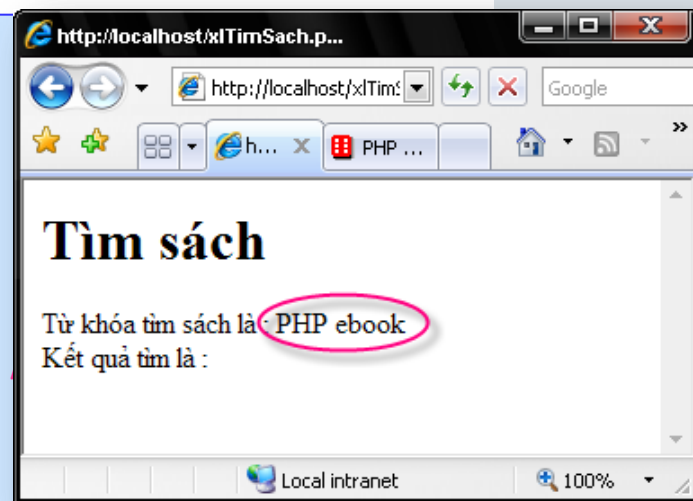 http://localhost/xlTimSach.p...
http://localhost/xlTim
Google
h...
PHP ...
Tìm sách
Từ khóa tìm sách là : PHP ebook
Kết quả tìm là :
Local intranet
100%